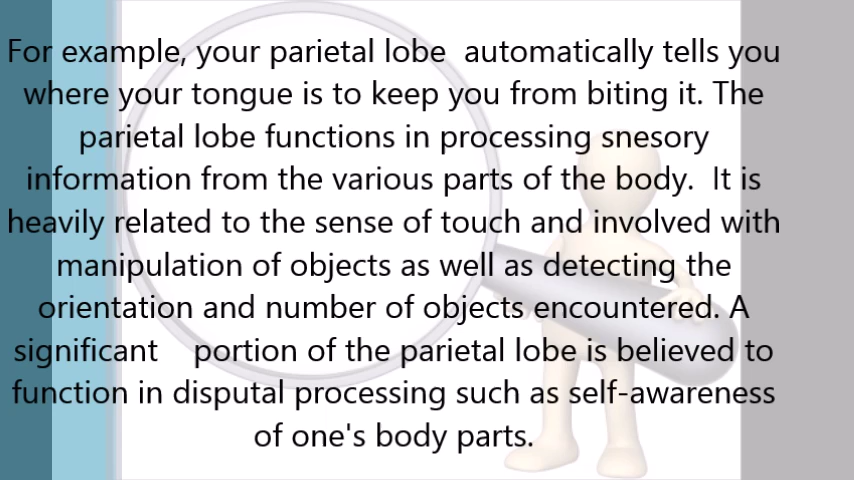 For example, your parietal lobe  automatically tells you
where your tongue is to keep you from biting it. The
parietal lobe functions in processing snesory
information from the various parts of the body.  It is
heavily related to the sense of touch and involved with
manipulation of objects as well as detecting the
orientation and number of objects encountered. A
significant    portion of the parietal lobe is believed to
function in disputal processing such as self-awareness
of one's body parts.